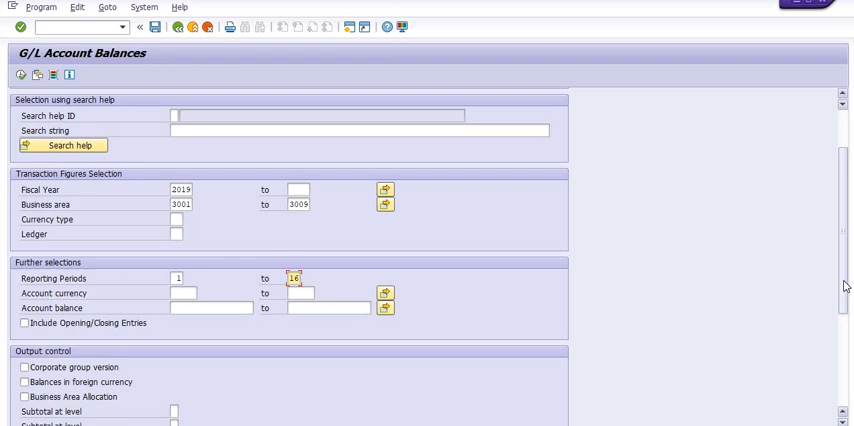 Program Edit Goto System Help
G/L Account Balances
Selection using search help
Search help ID
Search string
Search help
Transaction Figures Selection
Fiscal Year 2019 to
Business area 3001 to 3009
Currency type
Ledger
Further selections
Reporting Periods 1 to 16
Account currency to
Account balance to
Include Opening/Closing Entries
Output control
Corporate group version
Balances in foreign currency
Business Area Allocation
Subtotal at level
Subtotal at level